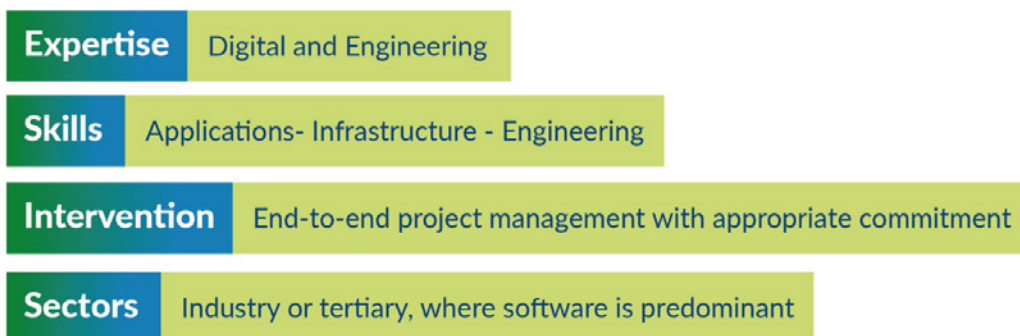 Expertise Digital and Engineering
Skills Applications- Infrastructure - Engineering
Intervention End-to-end project management with appropriate commitment
Sectors Industry or tertiary, where software is predominant